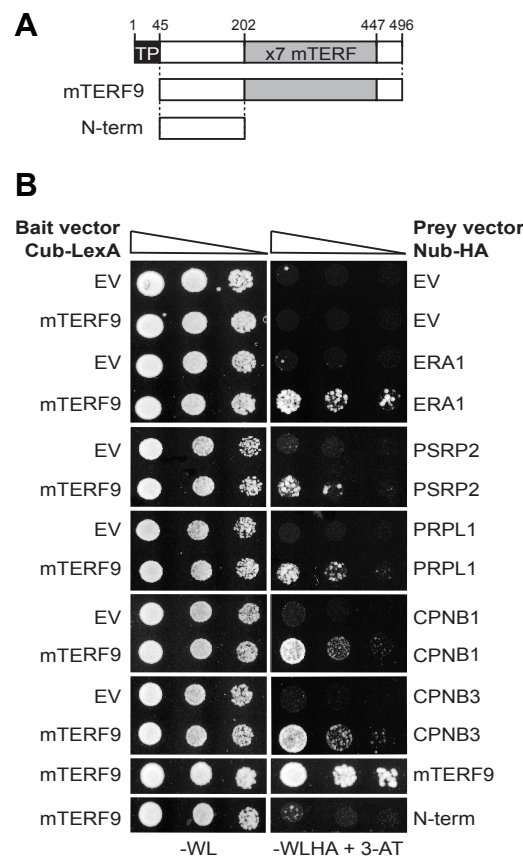 A
1 45 202 447 496
TP x7 mTERF
mTERF9
N-term
B
Bait vector Prey vector
Cub-LexA Nub-HA
EV EV
mTERF9 EV
EV ERA1
mTERF9 ERA1
EV PSRP2
mTERF9 PSRP2
EV PRPL1
mTERF9 PRPL1
EV CPNB1
mTERF9 CPNB1
EV CPNB3
mTERF9 CPNB3
mTERF9 mTERF9
mTERF9 N-term
-WL -WLHA + 3-AT